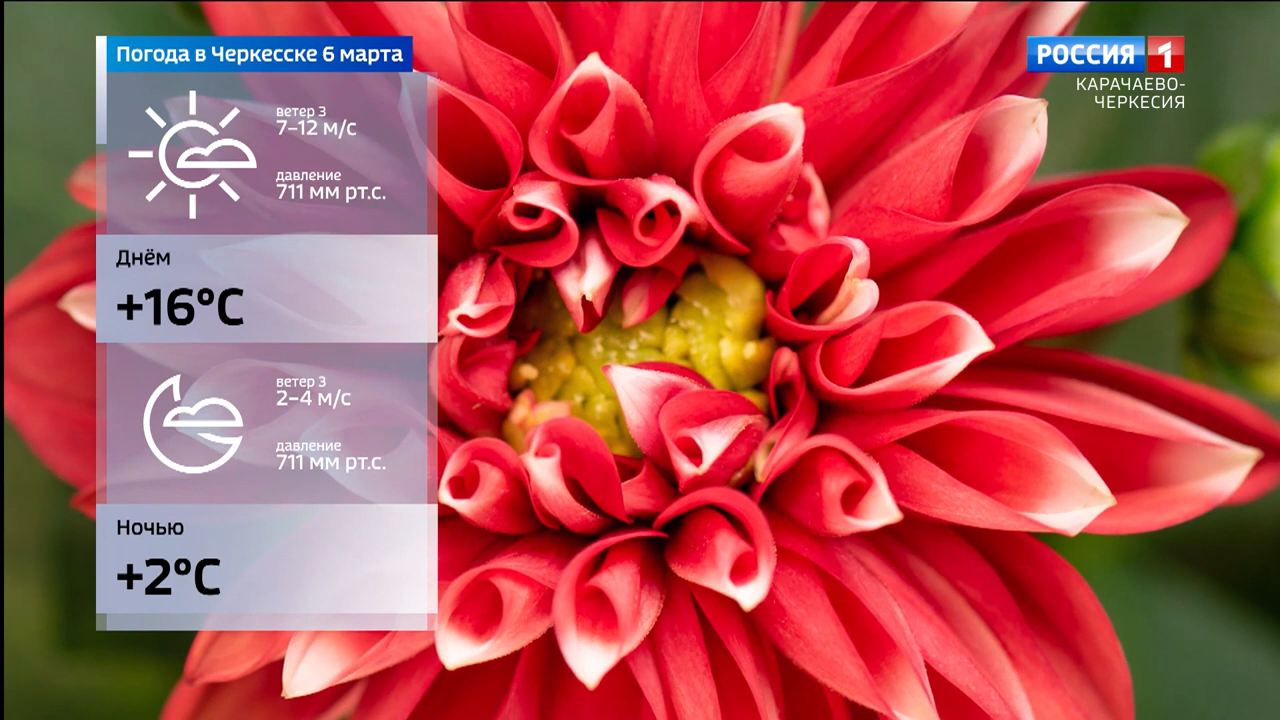 Погода в Черкесске 6 марта
РОССИЯ 1
КАРАЧАЕВО-
ЧЕРКЕСИЯ
ветер З
7–12 м/с
давление
711 мм рт.с.
Днём
+16°C
ветер З
2–4 м/с
давление
711 мм рт.с.
Ночью
+2°C